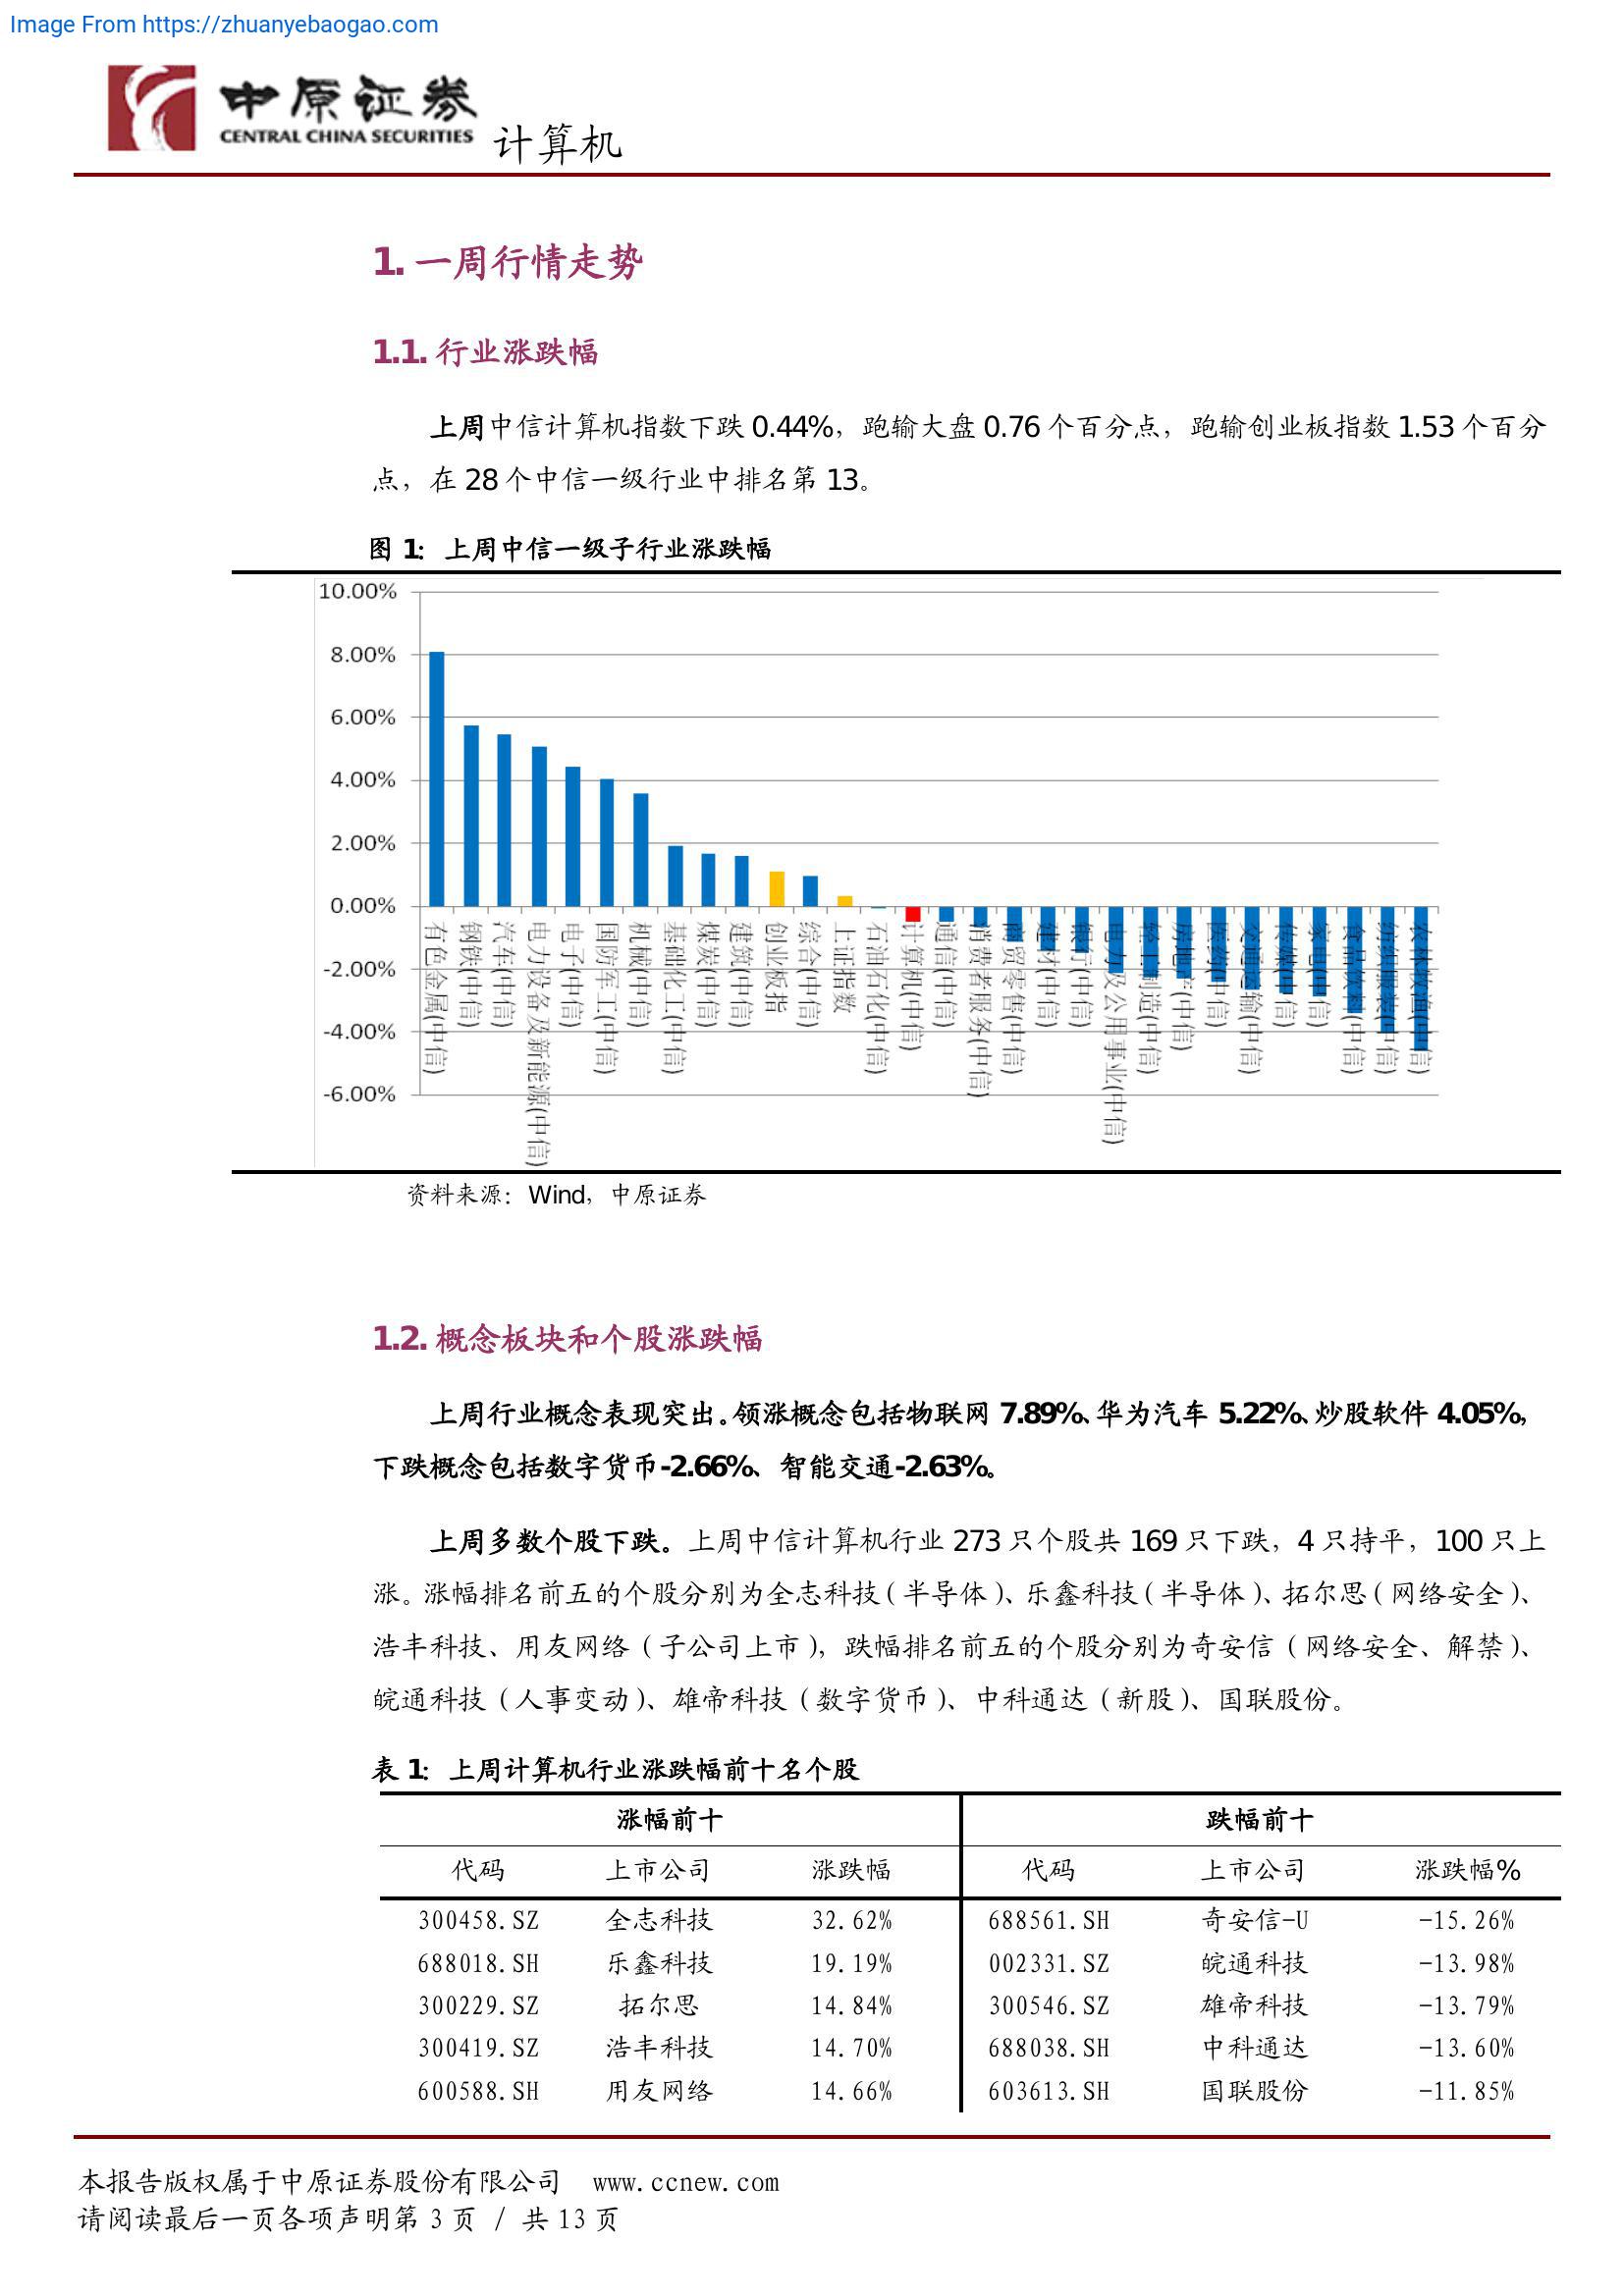 Image From https://zhuanyebaogao.com
中原证券
CENTRAL CHINA SECURITIES
计算机
1. 一周行情走势
1.1. 行业涨跌幅
上周中信计算机指数下跌 0.44%，跑输大盘 0.76 个百分点，跑输创业板指数 1.53 个百分
点，在 28 个中信一级行业中排名第 13。
图 1：上周中信一级子行业涨跌幅
10.00%
8.00%
6.00%
4.00%
2.00%
0.00%
-2.00%
-4.00%
-6.00%
有色金属(中信)
钢铁(中信)
汽车(中信)
电力设备及新能源(中信)
电子(中信)
国防军工(中信)
机械(中信)
基础化工(中信)
煤炭(中信)
建筑(中信)
创业板指
综合(中信)
上证指数
石油石化(中信)
计算机(中信)
通信(中信)
消费者服务(中信)
商贸零售(中信)
建材(中信)
银行(中信)
电力及公用事业(中信)
轻工制造(中信)
房地产(中信)
医药(中信)
交通运输(中信)
传媒(中信)
家电(中信)
食品饮料(中信)
纺织服装(中信)
农林牧渔(中信)
资料来源：Wind，中原证券
1.2. 概念板块和个股涨跌幅
上周行业概念表现突出。领涨概念包括物联网 7.89%、华为汽车 5.22%、炒股软件 4.05%，
下跌概念包括数字货币-2.66%、智能交通-2.63%。
上周多数个股下跌。上周中信计算机行业 273 只个股共 169 只下跌，4 只持平，100 只上
涨。涨幅排名前五的个股分别为全志科技（半导体）、乐鑫科技（半导体）、拓尔思（网络安全）、
浩丰科技、用友网络（子公司上市），跌幅排名前五的个股分别为奇安信（网络安全、解禁）、
皖通科技（人事变动）、雄帝科技（数字货币）、中科通达（新股）、国联股份。
表 1：上周计算机行业涨跌幅前十名个股
涨幅前十 跌幅前十
代码 上市公司 涨跌幅 代码 上市公司 涨跌幅%
300458.SZ 全志科技 32.62% 688561.SH 奇安信-U -15.26%
688018.SH 乐鑫科技 19.19% 002331.SZ 皖通科技 -13.98%
300229.SZ 拓尔思 14.84% 300546.SZ 雄帝科技 -13.79%
300419.SZ 浩丰科技 14.70% 688038.SH 中科通达 -13.60%
600588.SH 用友网络 14.66% 603613.SH 国联股份 -11.85%
本报告版权属于中原证券股份有限公司 www.ccnew.com
请阅读最后一页各项声明第 3 页 / 共 13 页